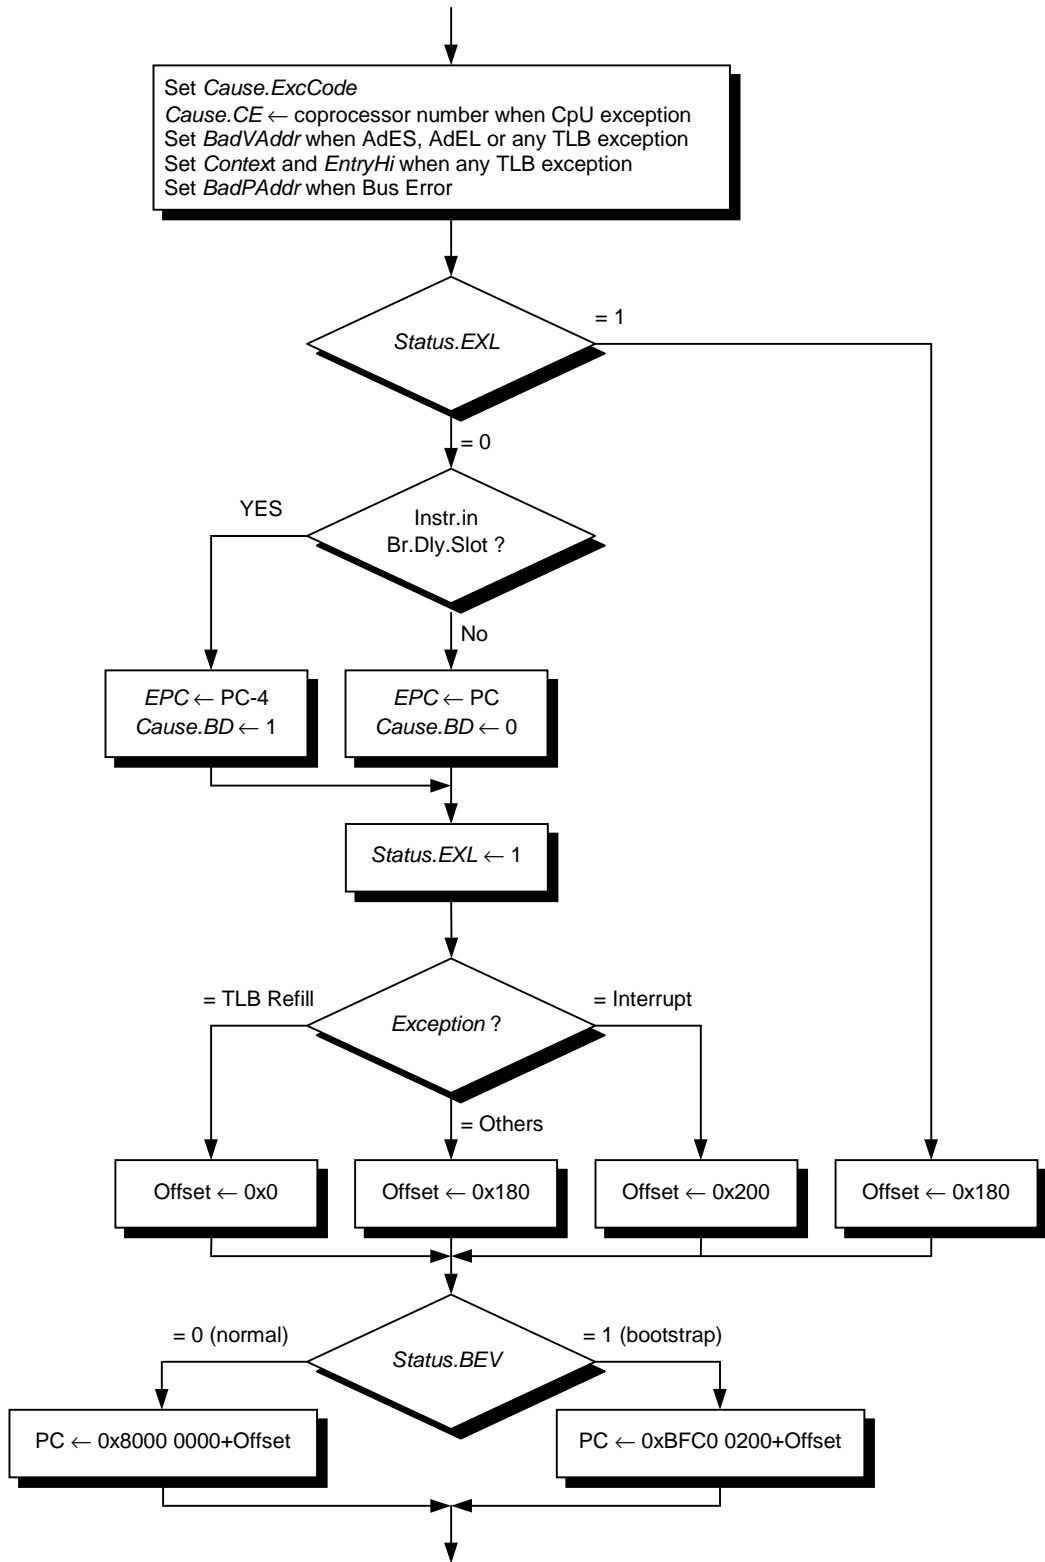 Set Cause.ExcCode
Cause.CE ← coprocessor number when CpU exception
Set BadVAddr when AdES, AdEL or any TLB exception
Set Context and EntryHi when any TLB exception
Set BadPAddr when Bus Error
= 1
Status.EXL
= 0
YES
Instr.in
Br.Dly.Slot ?
No
EPC ← PC-4
Cause.BD ← 1
EPC ← PC
Cause.BD ← 0
Status.EXL ← 1
= TLB Refill
= Interrupt
Exception ?
= Others
Offset ← 0x0
Offset ← 0x180
Offset ← 0x200
Offset ← 0x180
= 0 (normal)
= 1 (bootstrap)
Status.BEV
PC ← 0x8000 0000+Offset
PC ← 0xBFC0 0200+Offset